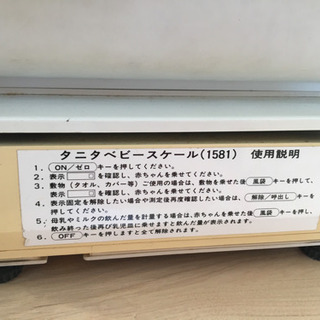 タニタベビースケール(1581) 使用説明
1. ON/ゼロ キーを押してください。
2. 表示 0 を確認し、赤ちゃんを乗せてください。
3. 敷物(タオル、カバー等)ご使用の場合は、敷物を乗せた後 風袋 キーを押して、
表示 0 を確認し、赤ちゃんを乗せてください。
4. 表示固定を解除したい場合や測定後再度確認したい場合は、 解除/呼出し キーを
押してください。
5. 母乳やミルクの飲んだ量を計量する場合は、赤ちゃんを乗せた後 風袋 キーを押し、
飲み終った後再び乳児皿に乗せますと飲んだ量が表示されます。
6. OFF キーを押しますと全て解除されます。